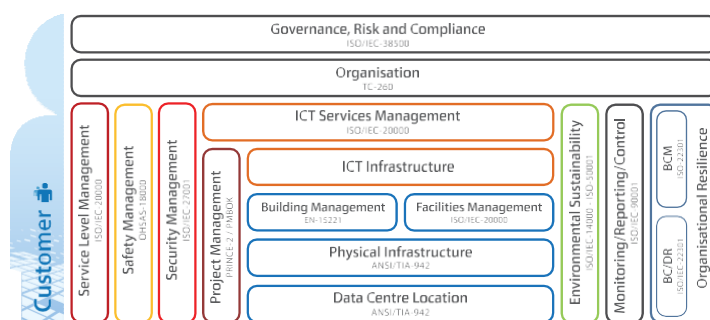 Governance, Risk and Compliance
ISO/IEC-38500
Organisation
TC-260
Customer
Service Level Management
ISO/IEC 20000
Safety Management
OHSAS-18000
Security Management
ISO/IEC 27001
ICT Services Management
ISO/IEC-20000
Project Management
PRINCE-2 / PMBOK
ICT Infrastructure
Building Management
EN-15221
Facilities Management
ISO/IEC-20000
Physical Infrastructure
ANSI/TIA-942
Data Centre Location
ANSI/TIA-942
Environmental Sustainability
ISO/IEC-14000 - ISO-50001
Monitoring/Reporting/Control
ISO/IEC 90001
BCM
ISO-22301
BC/DR
ISO/IEC-22301
Organisational Resilience